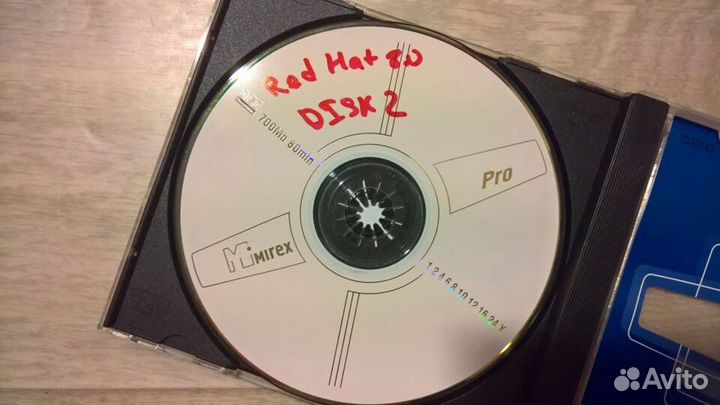 Red Hat 8.0
DISK 2
700Mb 80min
Pro
Mirex
1 2 4 6 8 10 12 16 24 X
Avito